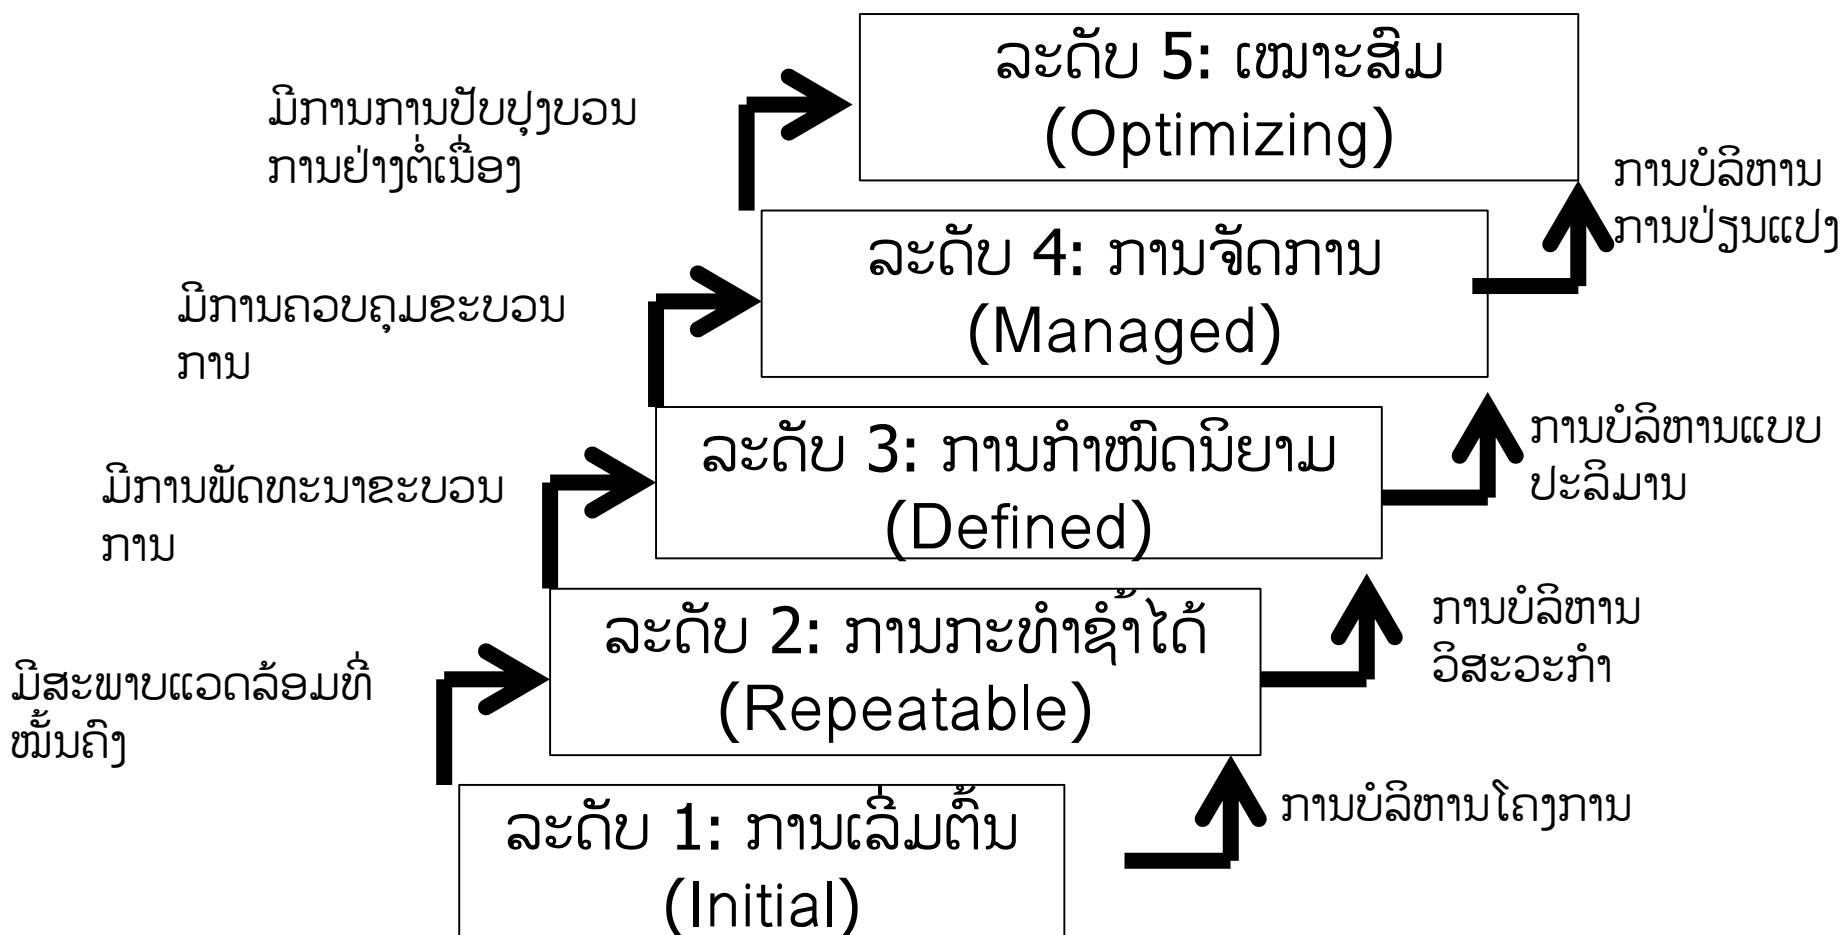 ລະດັບ 5: ເໝາະສົມ
(Optimizing)
ມີການການປັບປຸງບວນ
ການຢ່າງຕໍ່ເນື່ອງ
ການບໍລິຫານ
ການປ່ຽນແປງ
ລະດັບ 4: ການຈັດການ
(Managed)
ມີການຄວບຄຸມຂະບວນ
ການ
ລະດັບ 3: ການກຳໜົດນິຍາມ
(Defined)
ການບໍລິຫານແບບ
ປະລິມານ
ມີການພັດທະນາຂະບວນ
ການ
ລະດັບ 2: ການກະທຳຊ້ຳໄດ້
(Repeatable)
ການບໍລິຫານ
ວິສະວະກຳ
ມີສະພາບແວດລ້ອມທີ່
ໝັ້ນຄົງ
ລະດັບ 1: ການເລີ່ມຕົ້ນ
(Initial)
ການບໍລິຫານໂຄງການ